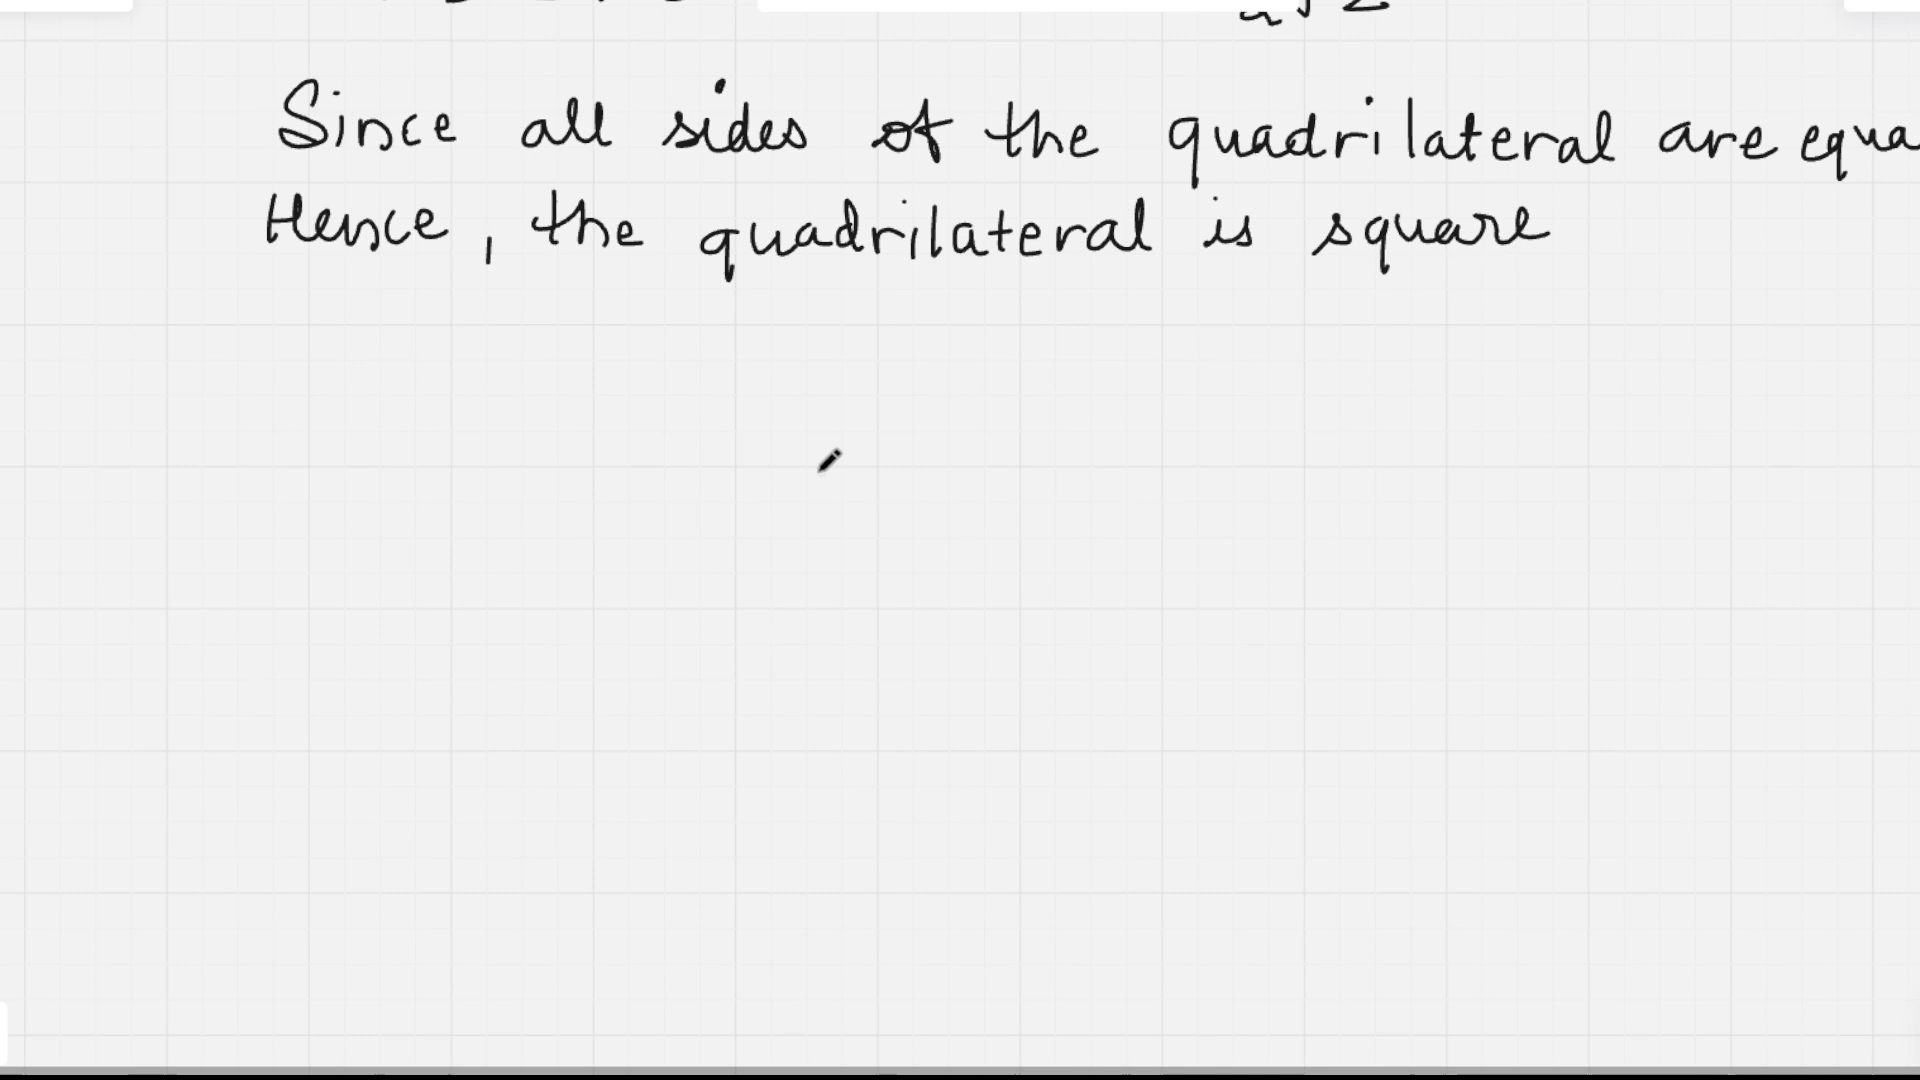 Since all sides of the quadrilateral are equa
Hence, the quadrilateral is square